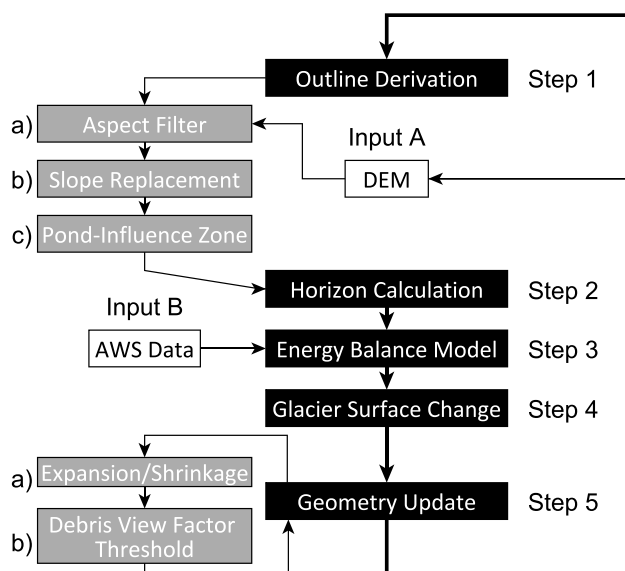 Outline Derivation Step 1
a) Aspect Filter
Input A
b) Slope Replacement
DEM
c) Pond-Influence Zone
Horizon Calculation Step 2
Input B
AWS Data
Energy Balance Model Step 3
Glacier Surface Change Step 4
a) Expansion/Shrinkage
Geometry Update Step 5
b) Debris View Factor
Threshold